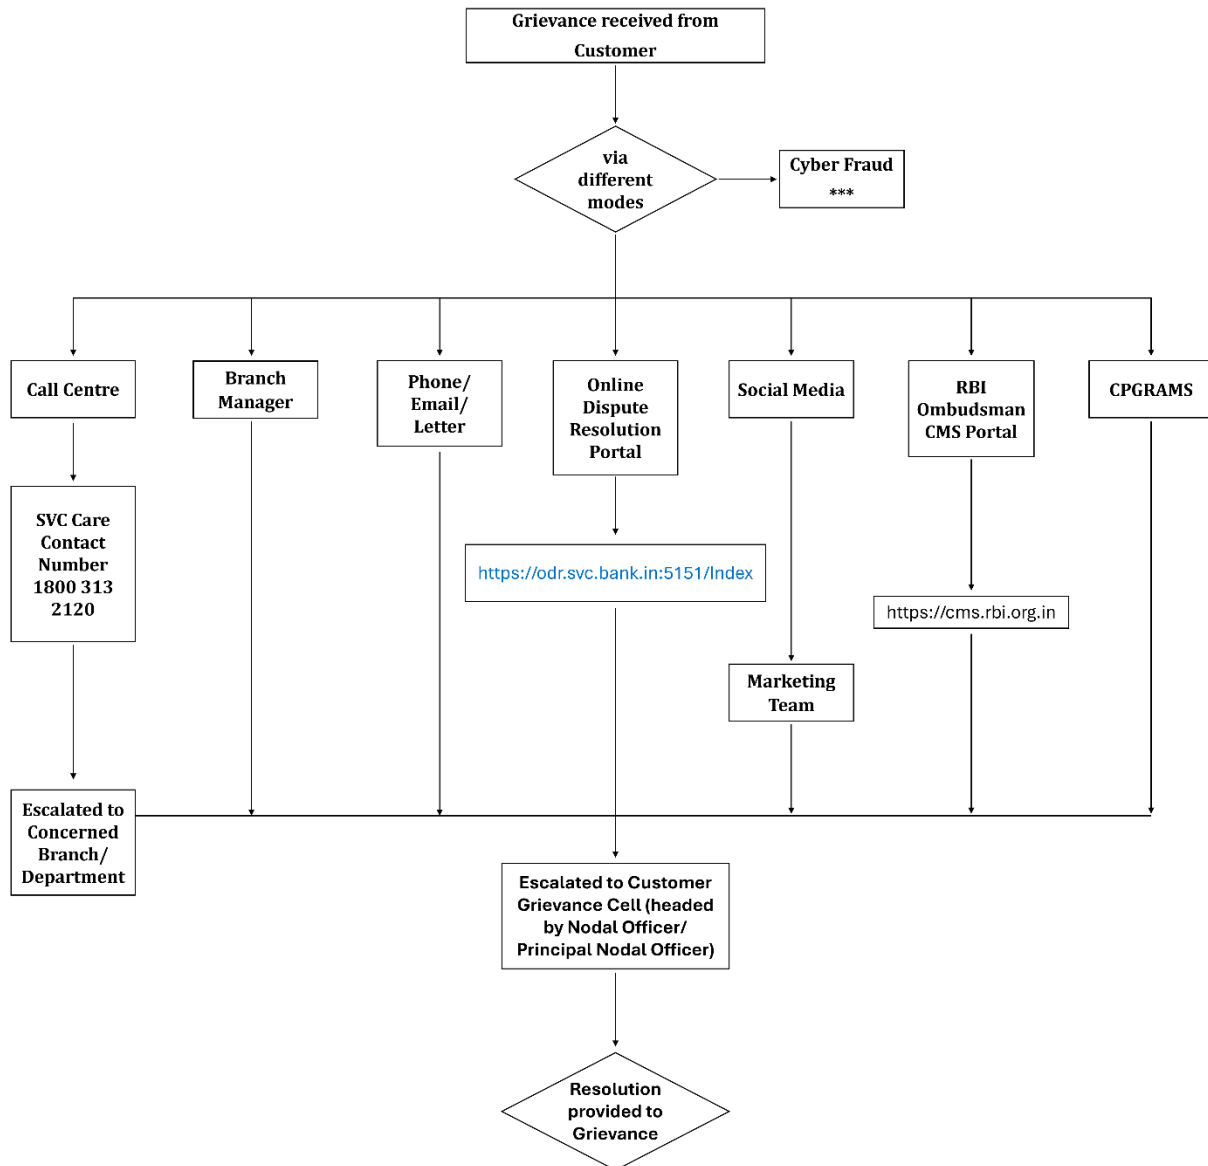 Grievance received from
Customer
via
different
modes
Cyber Fraud
***
Call Centre
Branch
Manager
Phone/
Email/
Letter
Online
Dispute
Resolution
Portal
Social Media
RBI
Ombudsman
CMS Portal
CPGRAMS
SVC Care
Contact
Number
1800 313
2120
https://odr.svc.bank.in:5151/Index
https://cms.rbi.org.in
Marketing
Team
Escalated to
Concerned
Branch/
Department
Escalated to Customer
Grievance Cell (headed
by Nodal Officer/
Principal Nodal Officer)
Resolution
provided to
Grievance